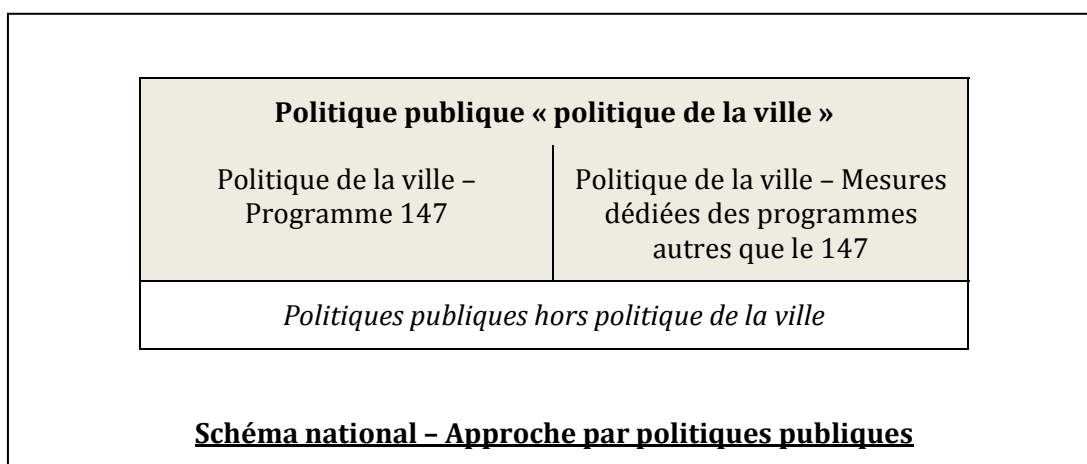 Politique publique « politique de la ville »
Politique de la ville –
Programme 147
Politique de la ville – Mesures
dédiées des programmes
autres que le 147
Politiques publiques hors politique de la ville
Schéma national – Approche par politiques publiques